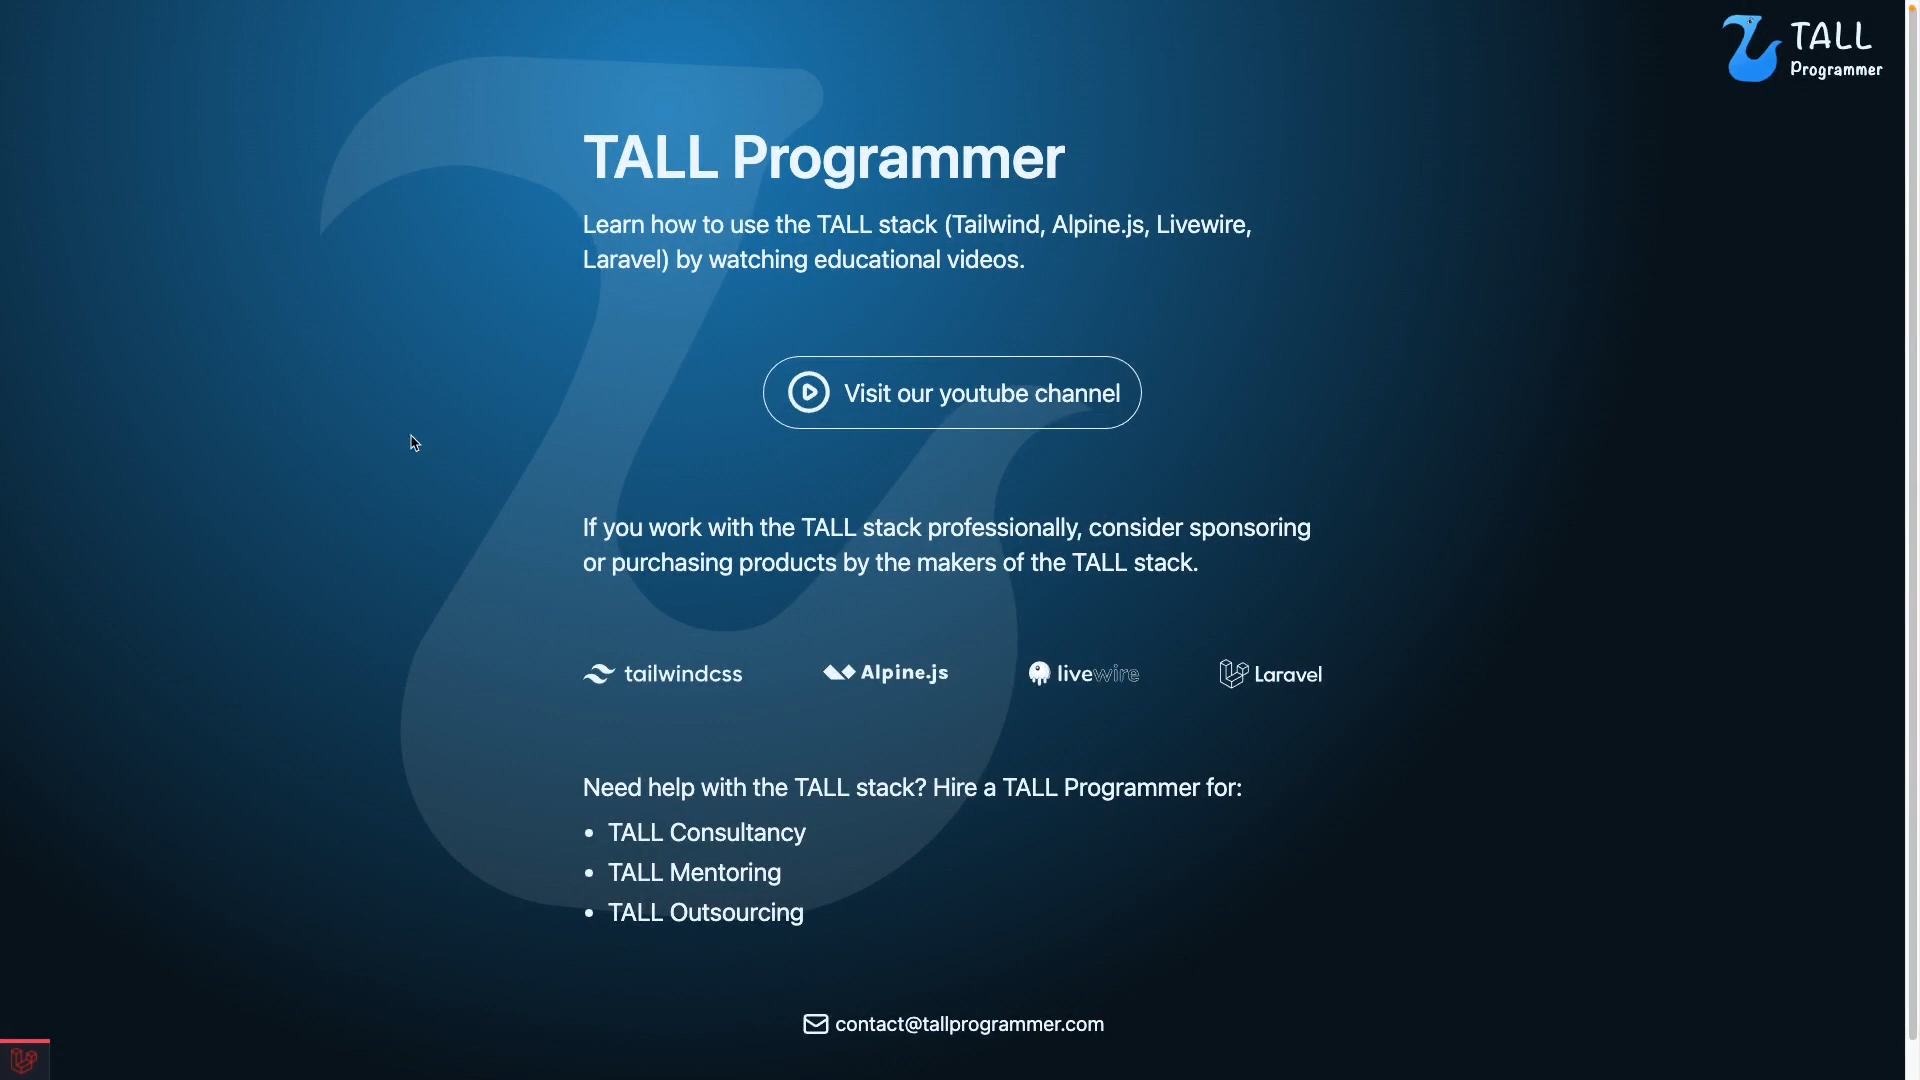 TALL
Programmer
TALL Programmer
Learn how to use the TALL stack (Tailwind, Alpine.js, Livewire,
Laravel) by watching educational videos.
Visit our youtube channel
If you work with the TALL stack professionally, consider sponsoring
or purchasing products by the makers of the TALL stack.
tailwindcss
Alpine.js
livewire
Laravel
Need help with the TALL stack? Hire a TALL Programmer for:
• TALL Consultancy
• TALL Mentoring
• TALL Outsourcing
contact@tallprogrammer.com